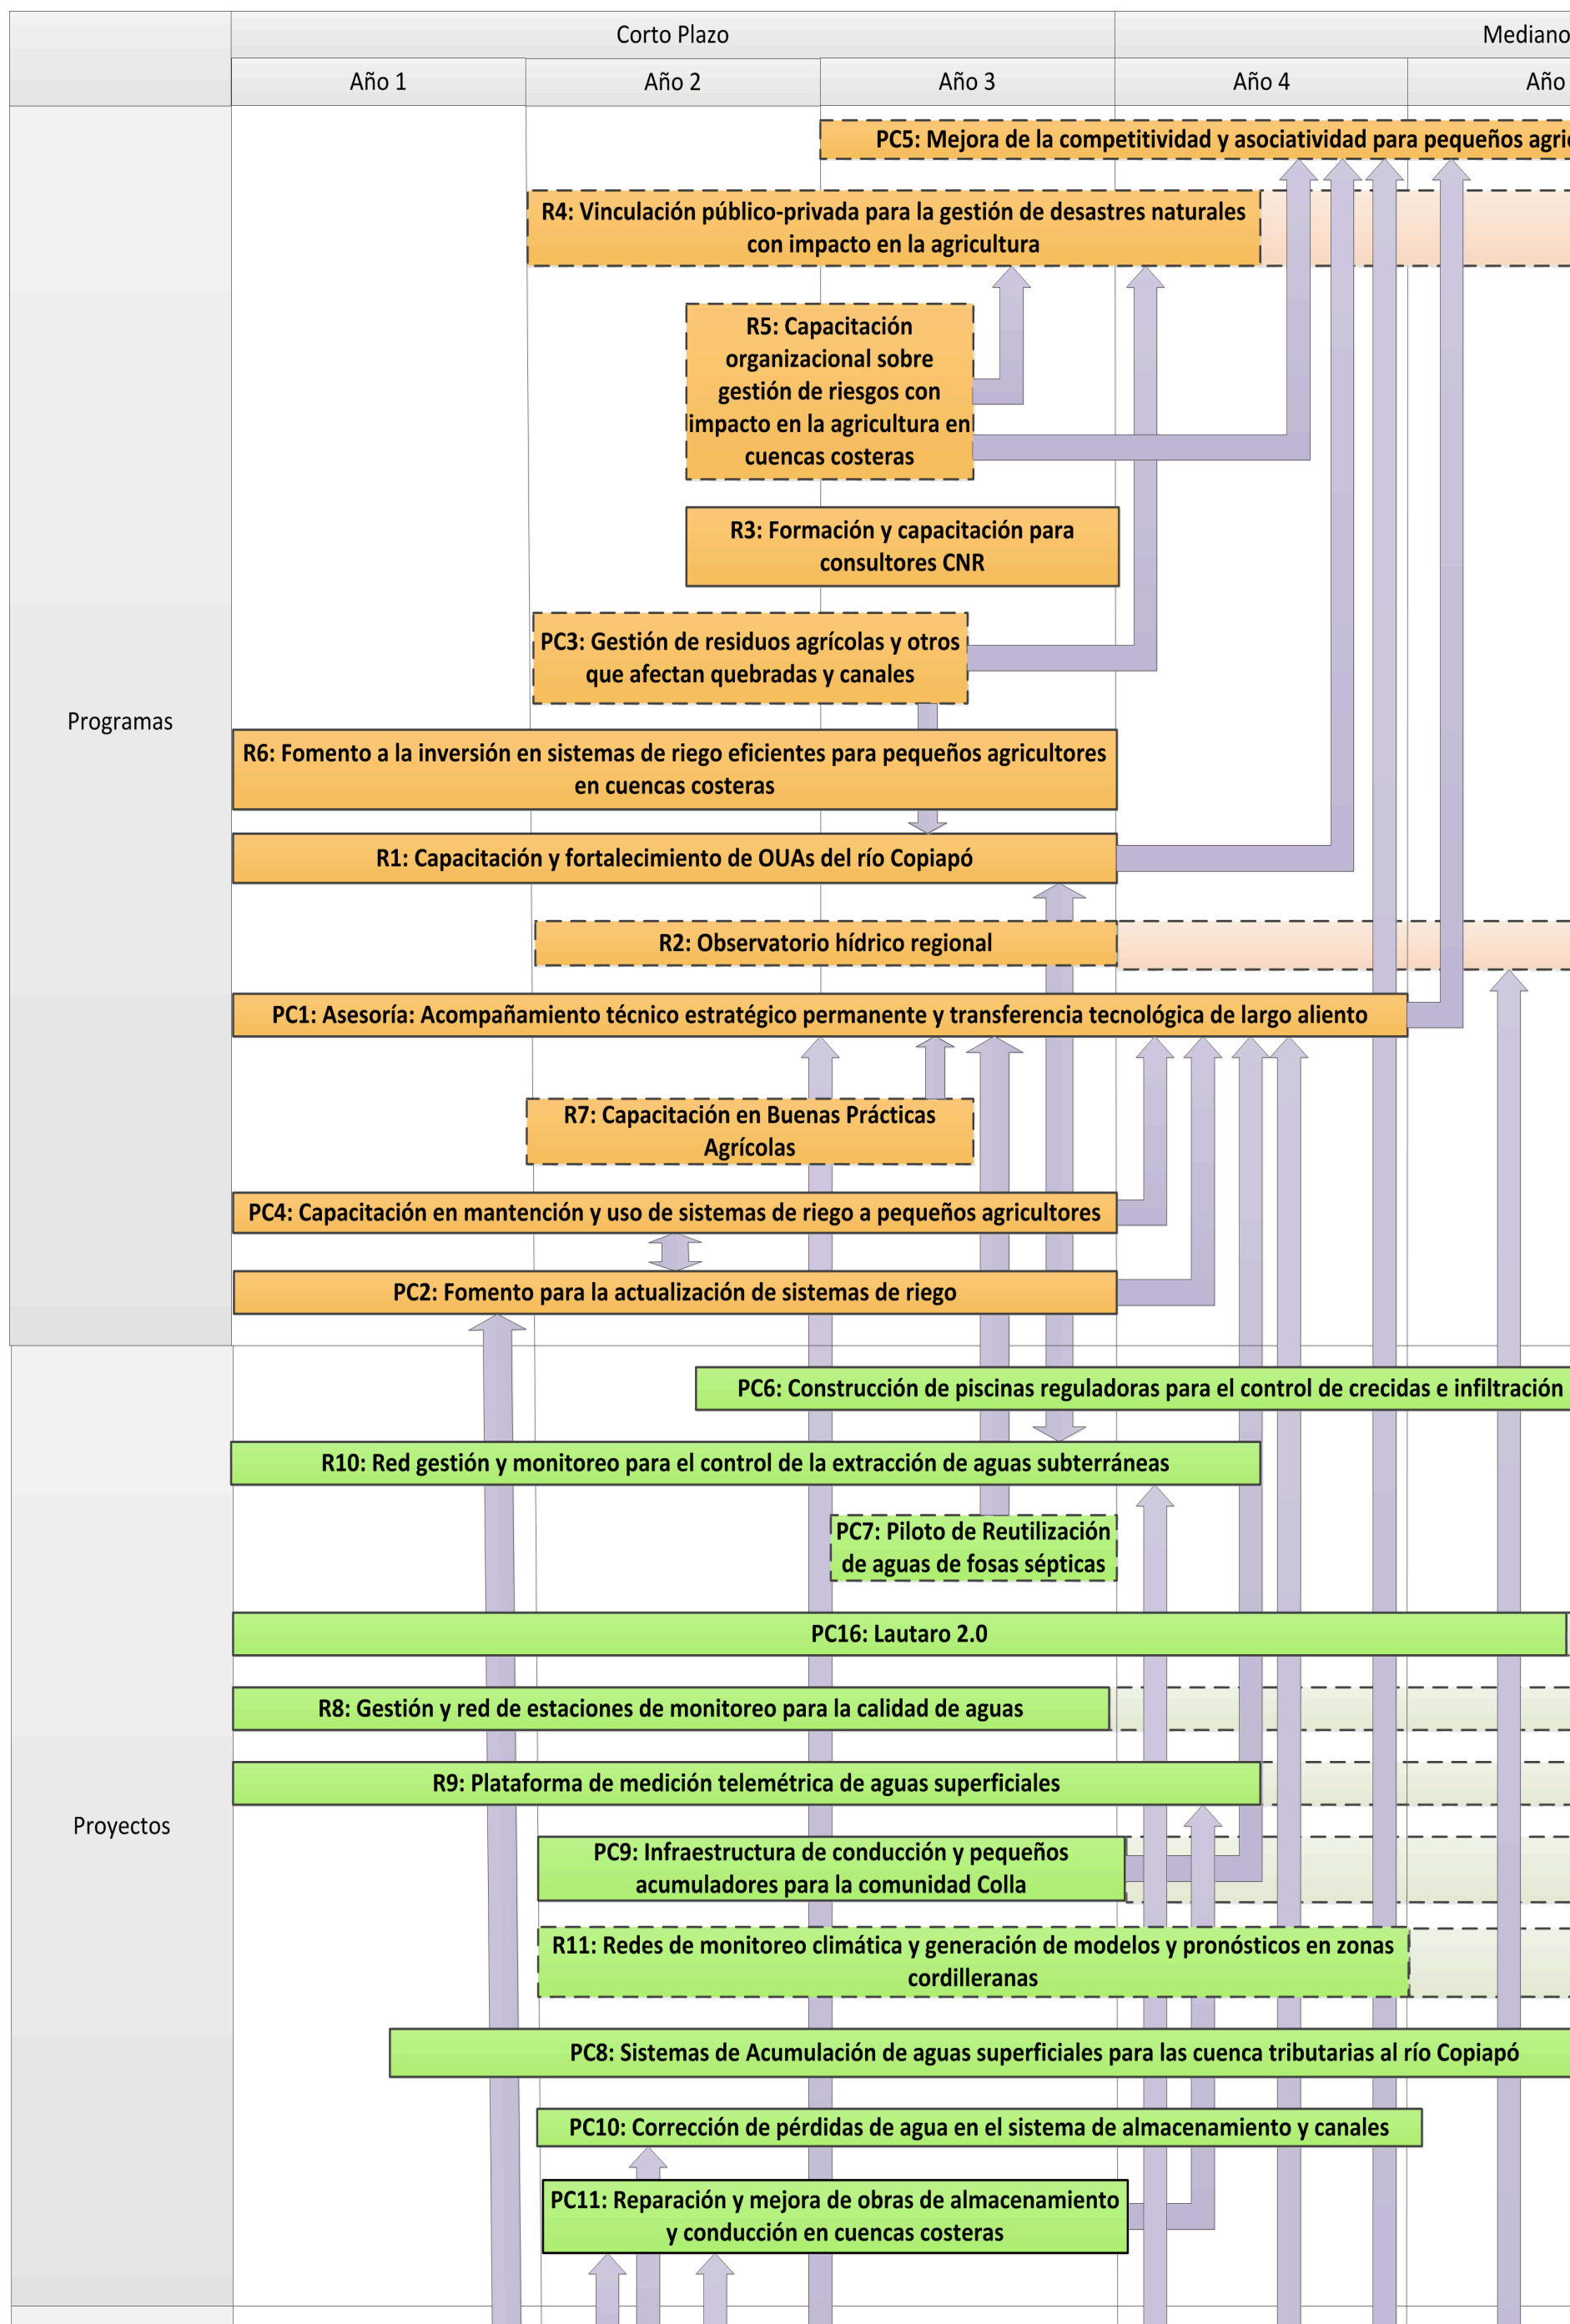 Corto Plazo
Mediano
Año 1
Año 2
Año 3
Año 4
Año
PC5: Mejora de la competitividad y asociatividad para pequeños agri
R4: Vinculación público-privada para la gestión de desastres naturales
con impacto en la agricultura
R5: Capacitación
organizacional sobre
gestión de riesgos con
impacto en la agricultura en
cuencas costeras
R3: Formación y capacitación para
consultores CNR
PC3: Gestión de residuos agrícolas y otros
que afectan quebradas y canales
Programas
R6: Fomento a la inversión en sistemas de riego eficientes para pequeños agricultores
en cuencas costeras
R1: Capacitación y fortalecimiento de OUAs del río Copiapó
R2: Observatorio hídrico regional
PC1: Asesoría: Acompañamiento técnico estratégico permanente y transferencia tecnológica de largo aliento
R7: Capacitación en Buenas Prácticas
Agrícolas
PC4: Capacitación en mantención y uso de sistemas de riego a pequeños agricultores
PC2: Fomento para la actualización de sistemas de riego
PC6: Construcción de piscinas reguladoras para el control de crecidas e infiltración
R10: Red gestión y monitoreo para el control de la extracción de aguas subterráneas
PC7: Piloto de Reutilización
de aguas de fosas sépticas
PC16: Lautaro 2.0
R8: Gestión y red de estaciones de monitoreo para la calidad de aguas
R9: Plataforma de medición telemétrica de aguas superficiales
Proyectos
PC9: Infraestructura de conducción y pequeños
acumuladores para la comunidad Colla
R11: Redes de monitoreo climática y generación de modelos y pronósticos en zonas
cordilleranas
PC8: Sistemas de Acumulación de aguas superficiales para las cuenca tributarias al río Copiapó
PC10: Corrección de pérdidas de agua en el sistema de almacenamiento y canales
PC11: Reparación y mejora de obras de almacenamiento
y conducción en cuencas costeras